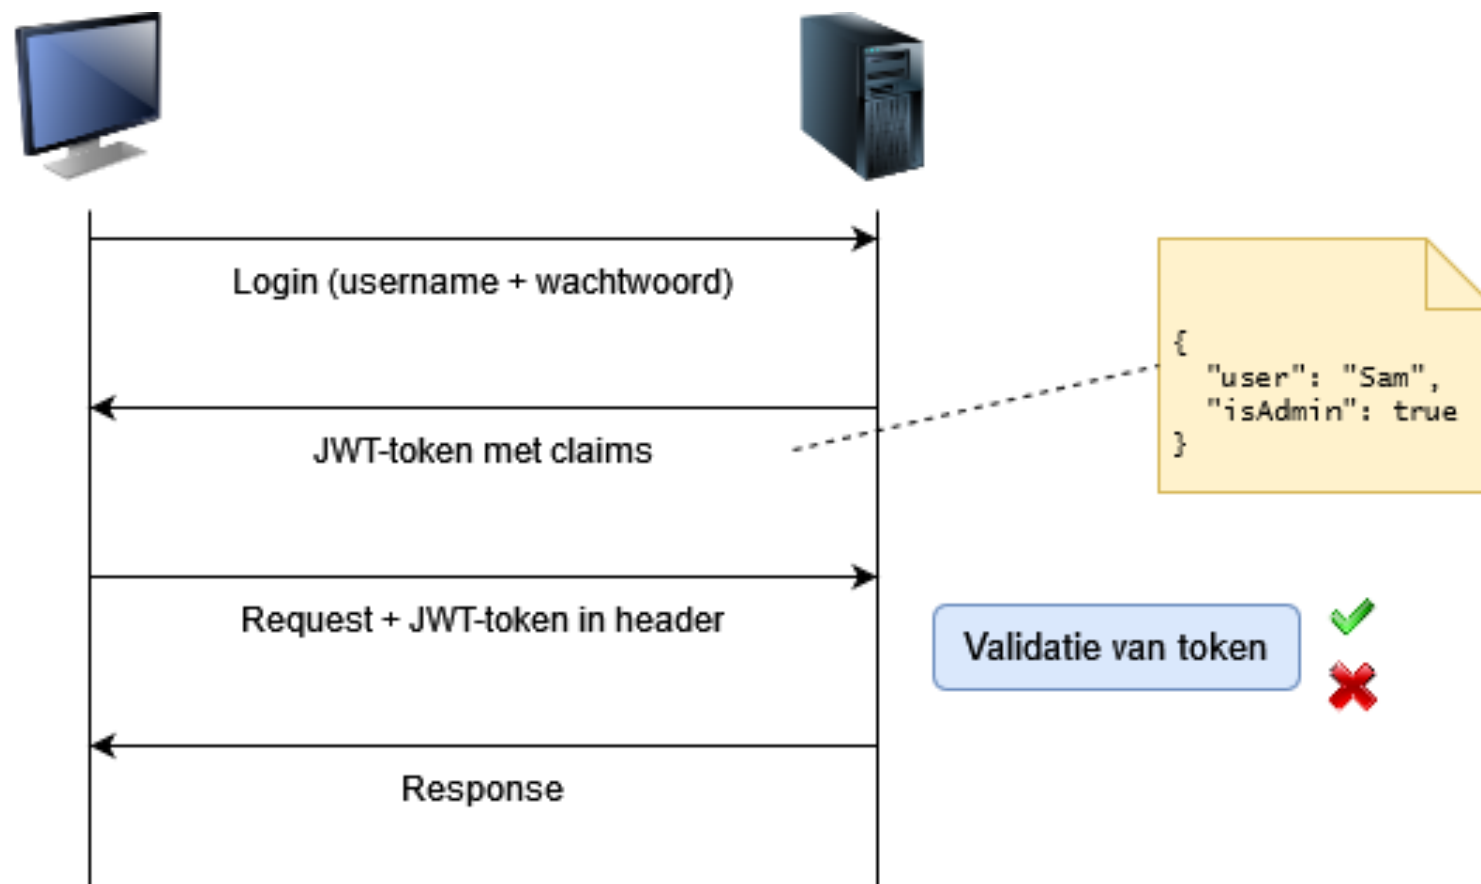 Login (username + wachtwoord)
{
"user": "Sam",
"isAdmin": true
}
JWT-token met claims
Request + JWT-token in header
Validatie van token
Response